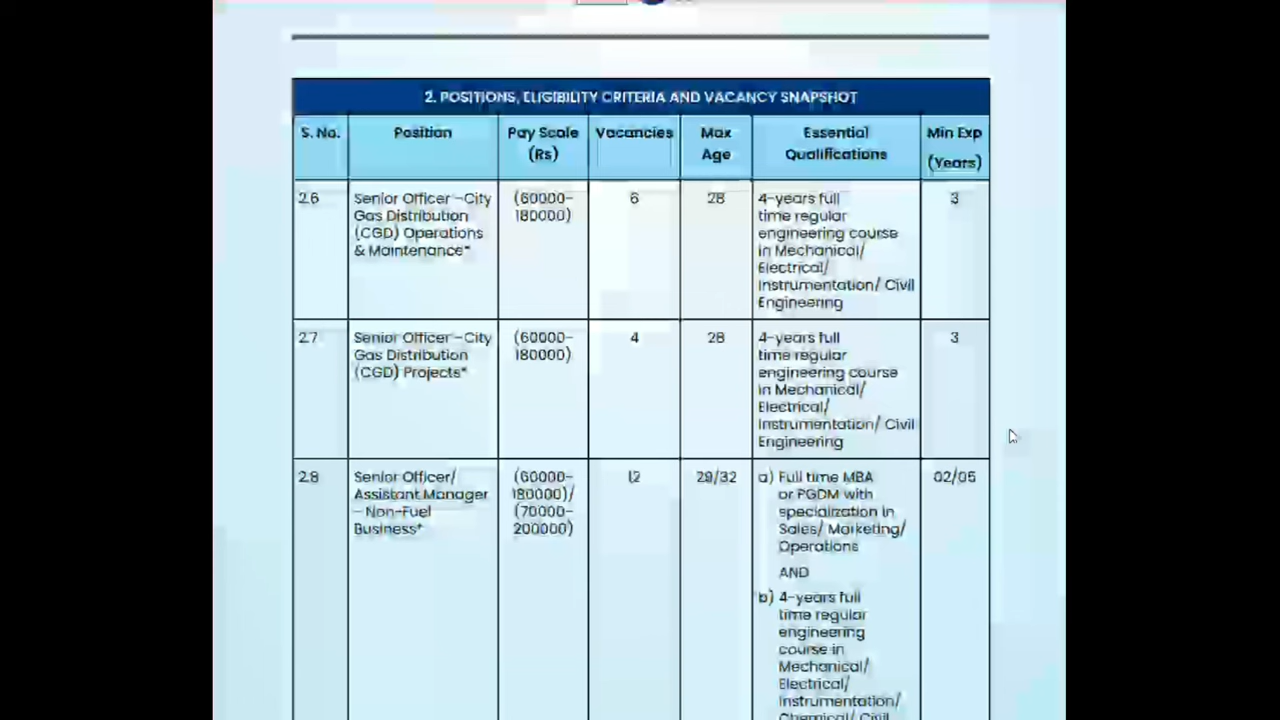 2. POSITIONS, ELIGIBILITY CRITERIA AND VACANCY SNAPSHOT
S. No. Position Pay Scale (Rs) Vacancies Max Age Essential Qualifications Min Exp (Years)
2.6
Senior Officer –City
Gas Distribution
(CGD) Operations
& Maintenance*
(60000-
180000)
6
28
4-years full
time regular
engineering course
in Mechanical/
Electrical/
Instrumentation/ Civil
Engineering
3
2.7
Senior Officer –City
Gas Distribution
(CGD) Projects*
(60000-
180000)
4
28
4-years full
time regular
engineering course
in Mechanical/
Electrical/
Instrumentation/ Civil
Engineering
3
2.8
Senior Officer/
Assistant Manager
– Non-Fuel
Business*
(60000-
180000)/
(70000-
200000)
12
29/32
a) Full time MBA
or PGDM with
specialization in
Sales/ Marketing/
Operations
AND
b) 4-years full
time regular
engineering
course in
Mechanical/
Electrical/
Instrumentation/
Chemical/ Civil
02/05